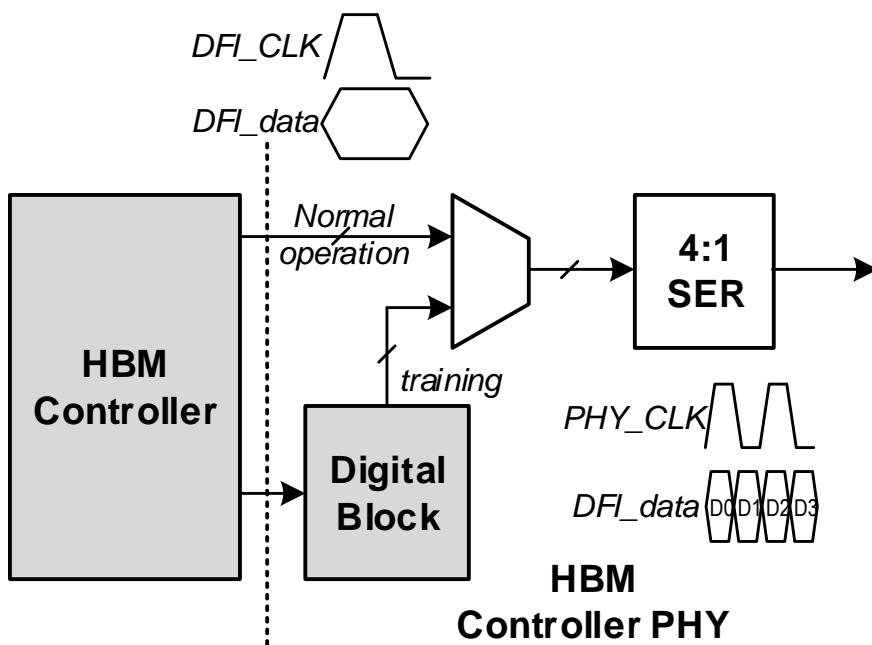 DFI_CLK
DFI_data
Normal
operation
4:1
SER
HBM
Controller
training
Digital
Block
PHY_CLK
DFI_data
D0 D1 D2 D3
HBM
Controller PHY